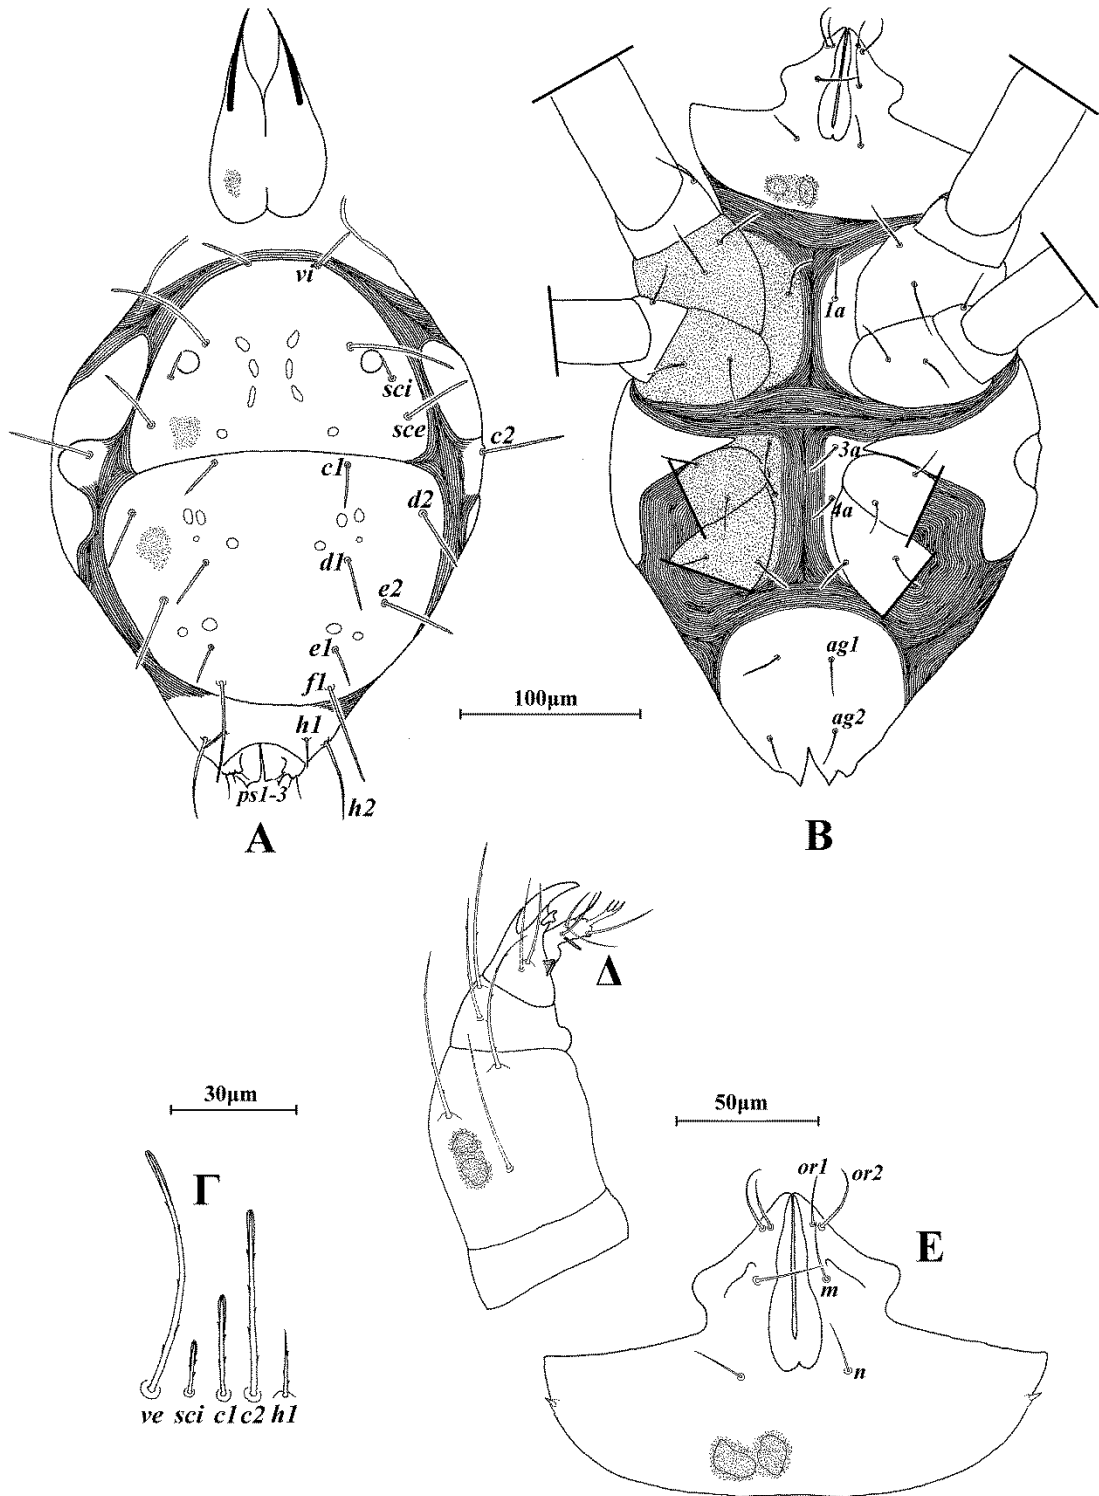 vi
sci
sce
c2
c1
d2
d1
e2
e1
f1
h1
ps1-3
h2
A
1a
3a
4a
ag1
ag2
B
100μm
Δ
30μm
Γ
ve sci c1 c2 h1
50μm
or1 or2
E
m
n